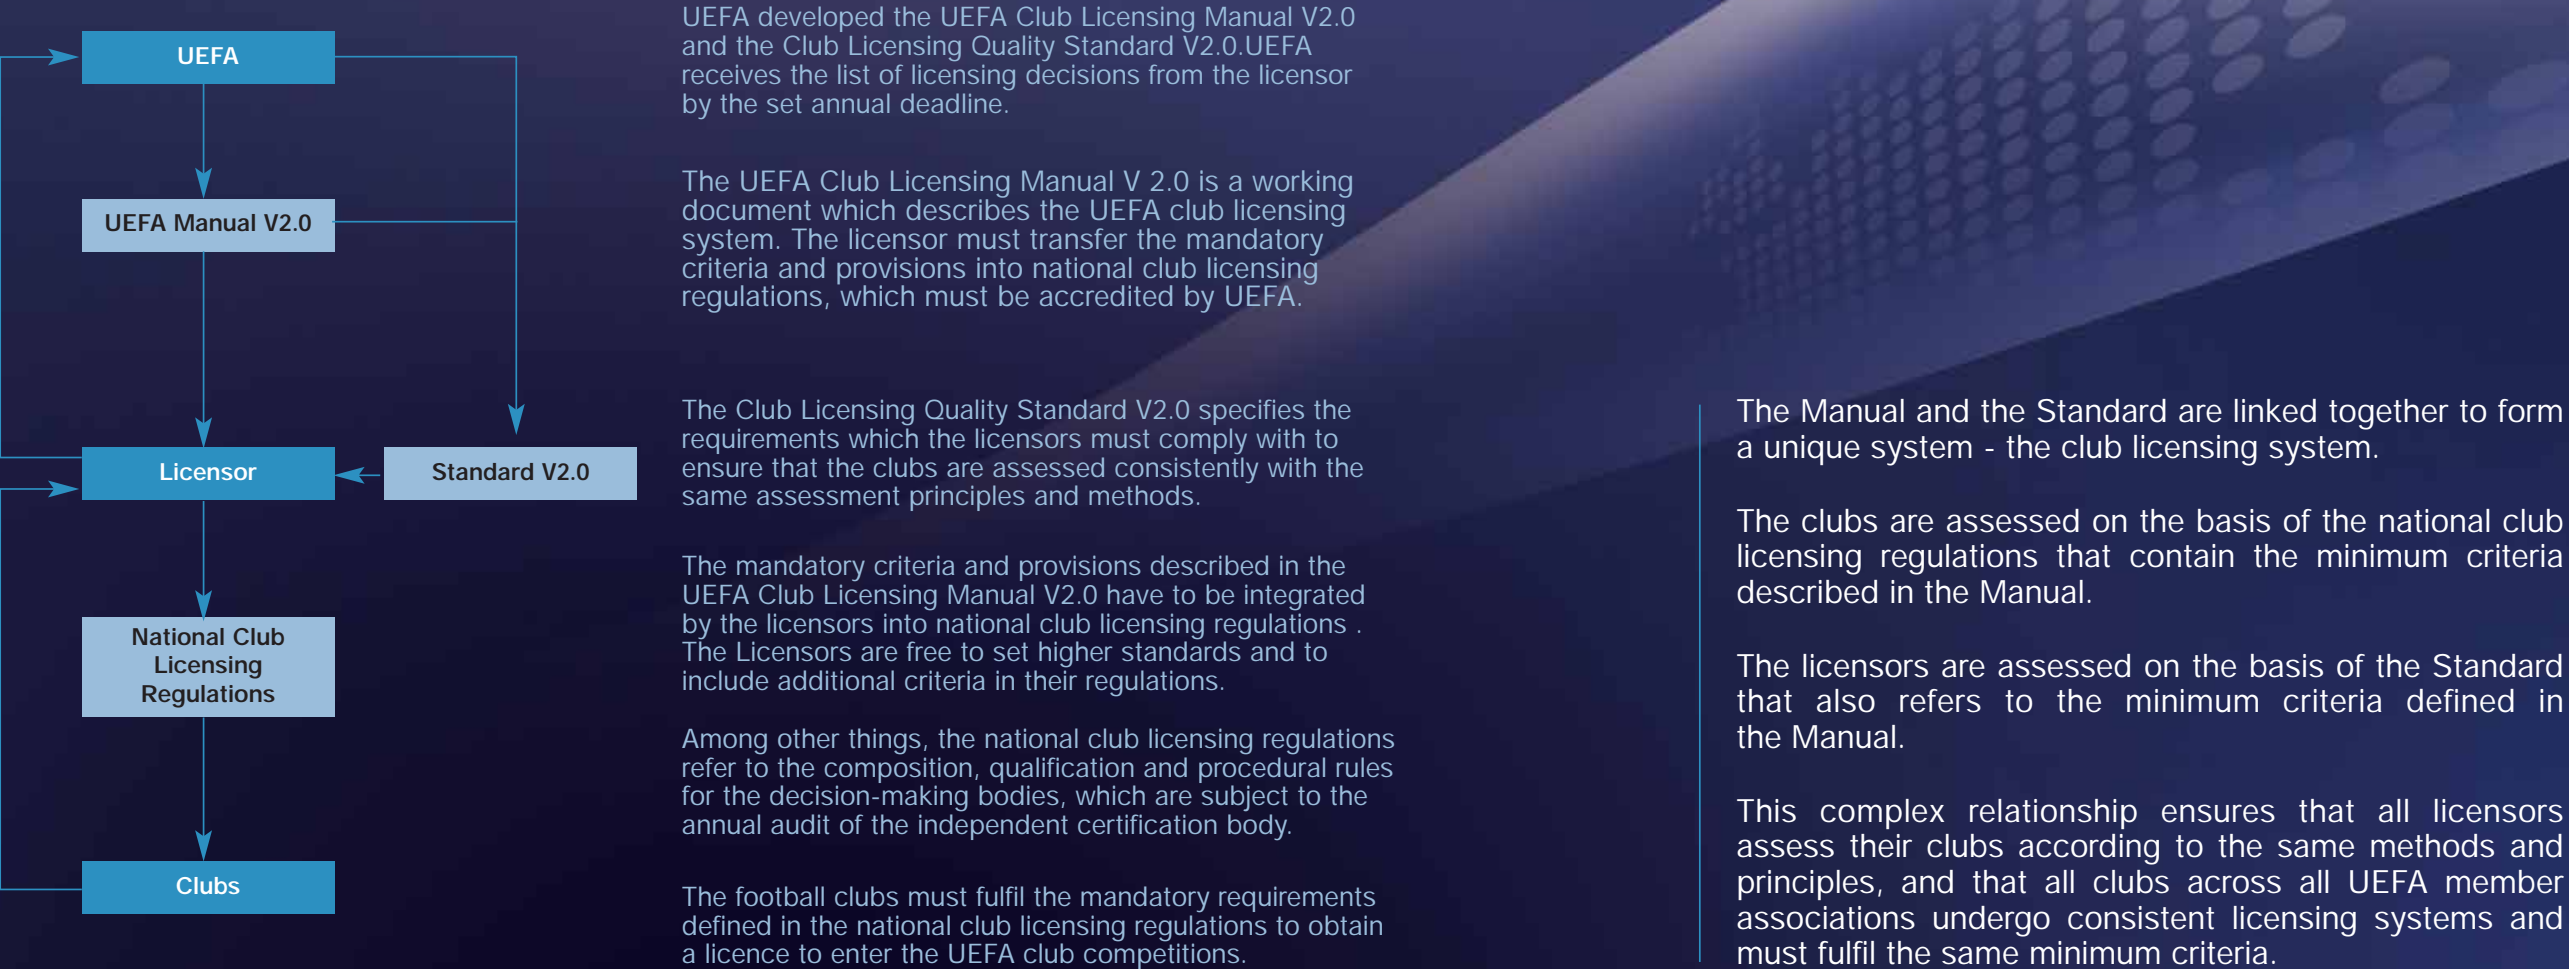 UEFA
UEFA Manual V2.0
Licensor
Standard V2.0
National Club
Licensing
Regulations
Clubs
UEFA developed the UEFA Club Licensing Manual V2.0
and the Club Licensing Quality Standard V2.0.UEFA
receives the list of licensing decisions from the licensor
by the set annual deadline.
The UEFA Club Licensing Manual V 2.0 is a working
document which describes the UEFA club licensing
system. The licensor must transfer the mandatory
criteria and provisions into national club licensing
regulations, which must be accredited by UEFA.
The Club Licensing Quality Standard V2.0 specifies the
requirements which the licensors must comply with to
ensure that the clubs are assessed consistently with the
same assessment principles and methods.
The mandatory criteria and provisions described in the
UEFA Club Licensing Manual V2.0 have to be integrated
by the licensors into national club licensing regulations .
The Licensors are free to set higher standards and to
include additional criteria in their regulations.
Among other things, the national club licensing regulations
refer to the composition, qualification and procedural rules
for the decision-making bodies, which are subject to the
annual audit of the independent certification body.
The football clubs must fulfil the mandatory requirements
defined in the national club licensing regulations to obtain
a licence to enter the UEFA club competitions.
The Manual and the Standard are linked together to form
a unique system - the club licensing system.
The clubs are assessed on the basis of the national club
licensing regulations that contain the minimum criteria
described in the Manual.
The licensors are assessed on the basis of the Standard
that also refers to the minimum criteria defined in
the Manual.
This complex relationship ensures that all licensors
assess their clubs according to the same methods and
principles, and that all clubs across all UEFA member
associations undergo consistent licensing systems and
must fulfil the same minimum criteria.